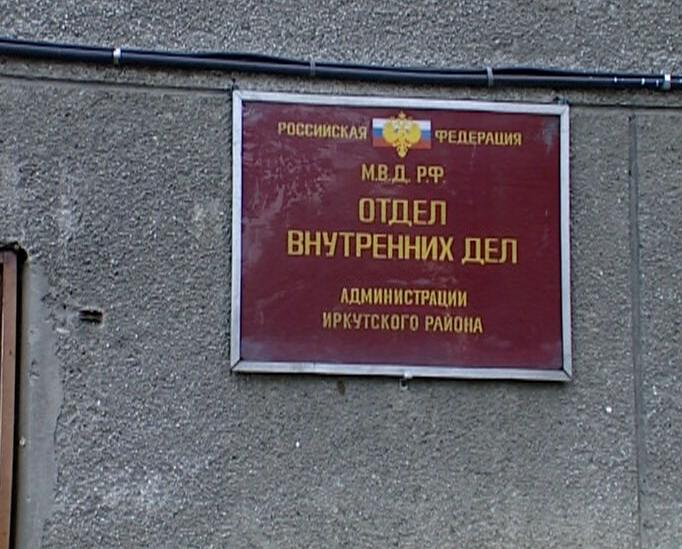 РОССИЙСКАЯ ФЕДЕРАЦИЯ
М.В.Д. Р.Ф.
ОТДЕЛ
ВНУТРЕННИХ ДЕЛ
АДМИНИСТРАЦИИ
ИРКУТСКОГО РАЙОНА